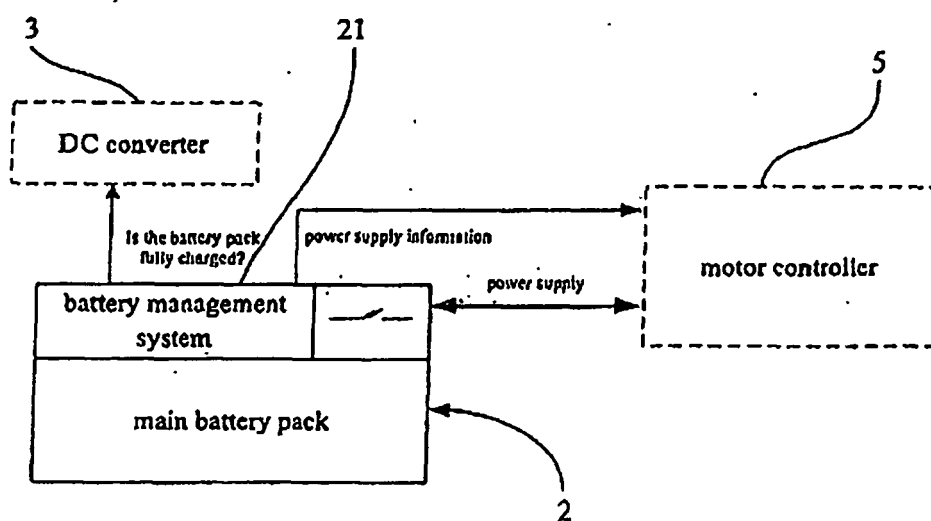 3
21
5
DC converter
Is the battery pack
fully charged?
power supply information
motor controller
power supply
battery management
system
main battery pack
2